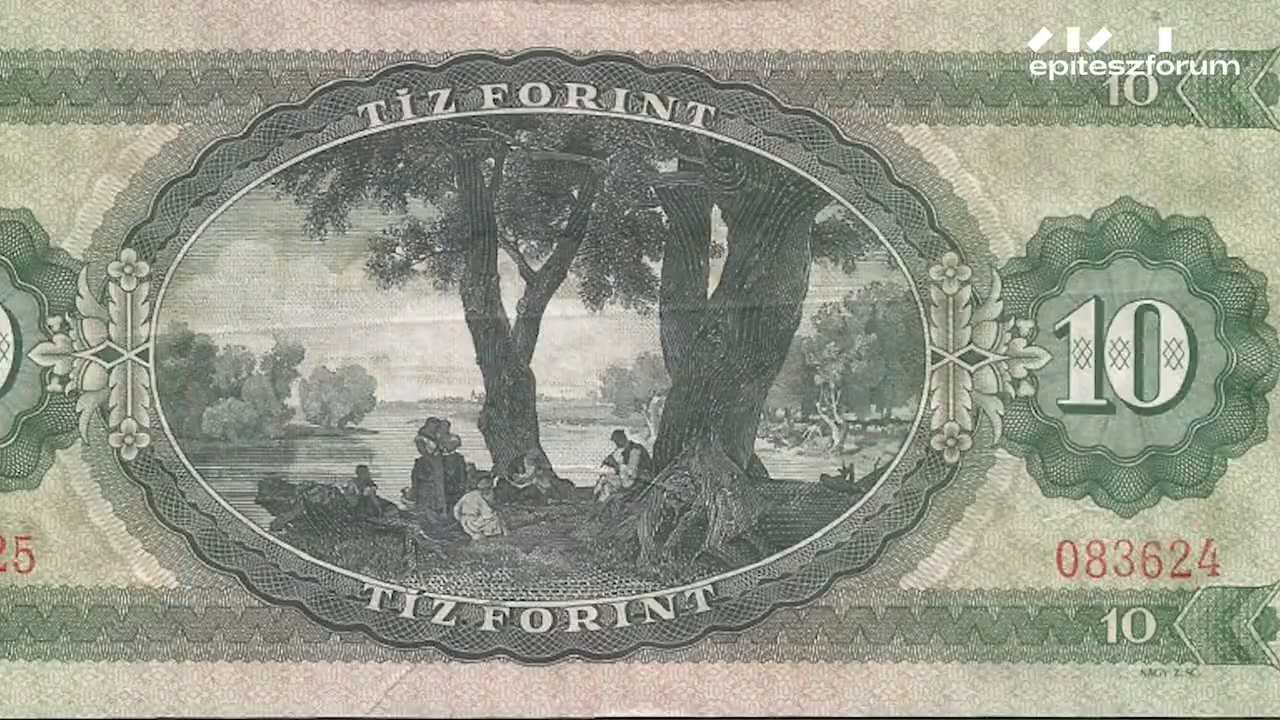 epiteszforum
10
TÍZ FORINT
10
25
083624
TÍZ FORINT
10
NAGY Z. SC.